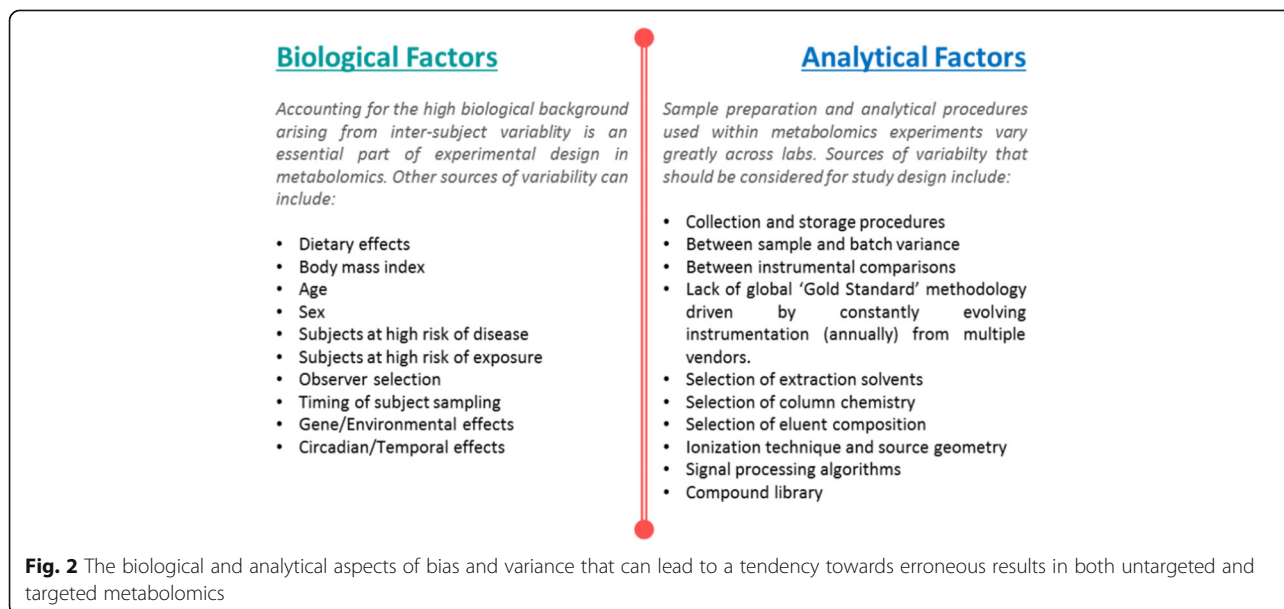 Biological Factors
Accounting for the high biological background
arising from inter-subject variablity is an
essential part of experimental design in
metabolomics. Other sources of variability can
include:
• Dietary effects
• Body mass index
• Age
• Sex
• Subjects at high risk of disease
• Subjects at high risk of exposure
• Observer selection
• Timing of subject sampling
• Gene/Environmental effects
• Circadian/Temporal effects
Analytical Factors
Sample preparation and analytical procedures
used within metabolomics experiments vary
greatly across labs. Sources of variabilty that
should be considered for study design include:
• Collection and storage procedures
• Between sample and batch variance
• Between instrumental comparisons
• Lack of global ‘Gold Standard’ methodology
driven by constantly evolving
instrumentation (annually) from multiple
vendors.
• Selection of extraction solvents
• Selection of column chemistry
• Selection of eluent composition
• Ionization technique and source geometry
• Signal processing algorithms
• Compound library
Fig. 2 The biological and analytical aspects of bias and variance that can lead to a tendency towards erroneous results in both untargeted and
targeted metabolomics